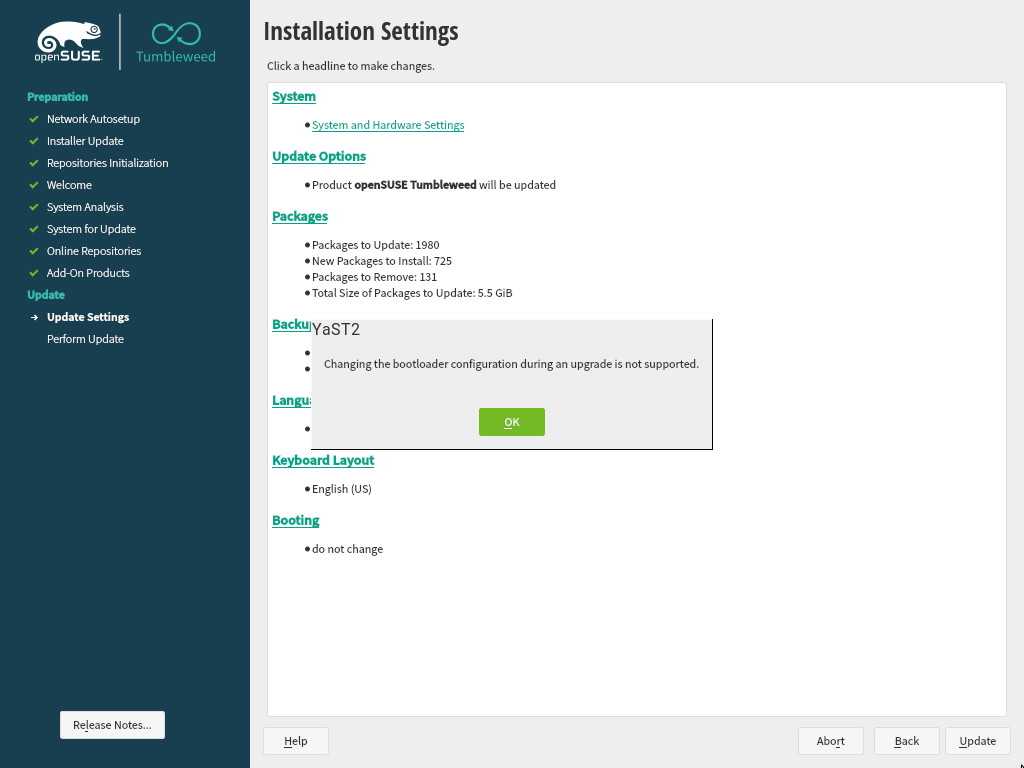 openSUSE
Tumbleweed
Preparation
Network Autosetup
Installer Update
Repositories Initialization
Welcome
System Analysis
System for Update
Online Repositories
Add-On Products
Update
Update Settings
Perform Update
Release Notes...
Installation Settings
Click a headline to make changes.
System
System and Hardware Settings
Update Options
Product openSUSE Tumbleweed will be updated
Packages
Packages to Update: 1980
New Packages to Install: 725
Packages to Remove: 131
Total Size of Packages to Update: 5.5 GiB
YaST2
Changing the bootloader configuration during an upgrade is not supported.
OK
Keyboard Layout
English (US)
Booting
do not change
Help
Abort
Back
Update